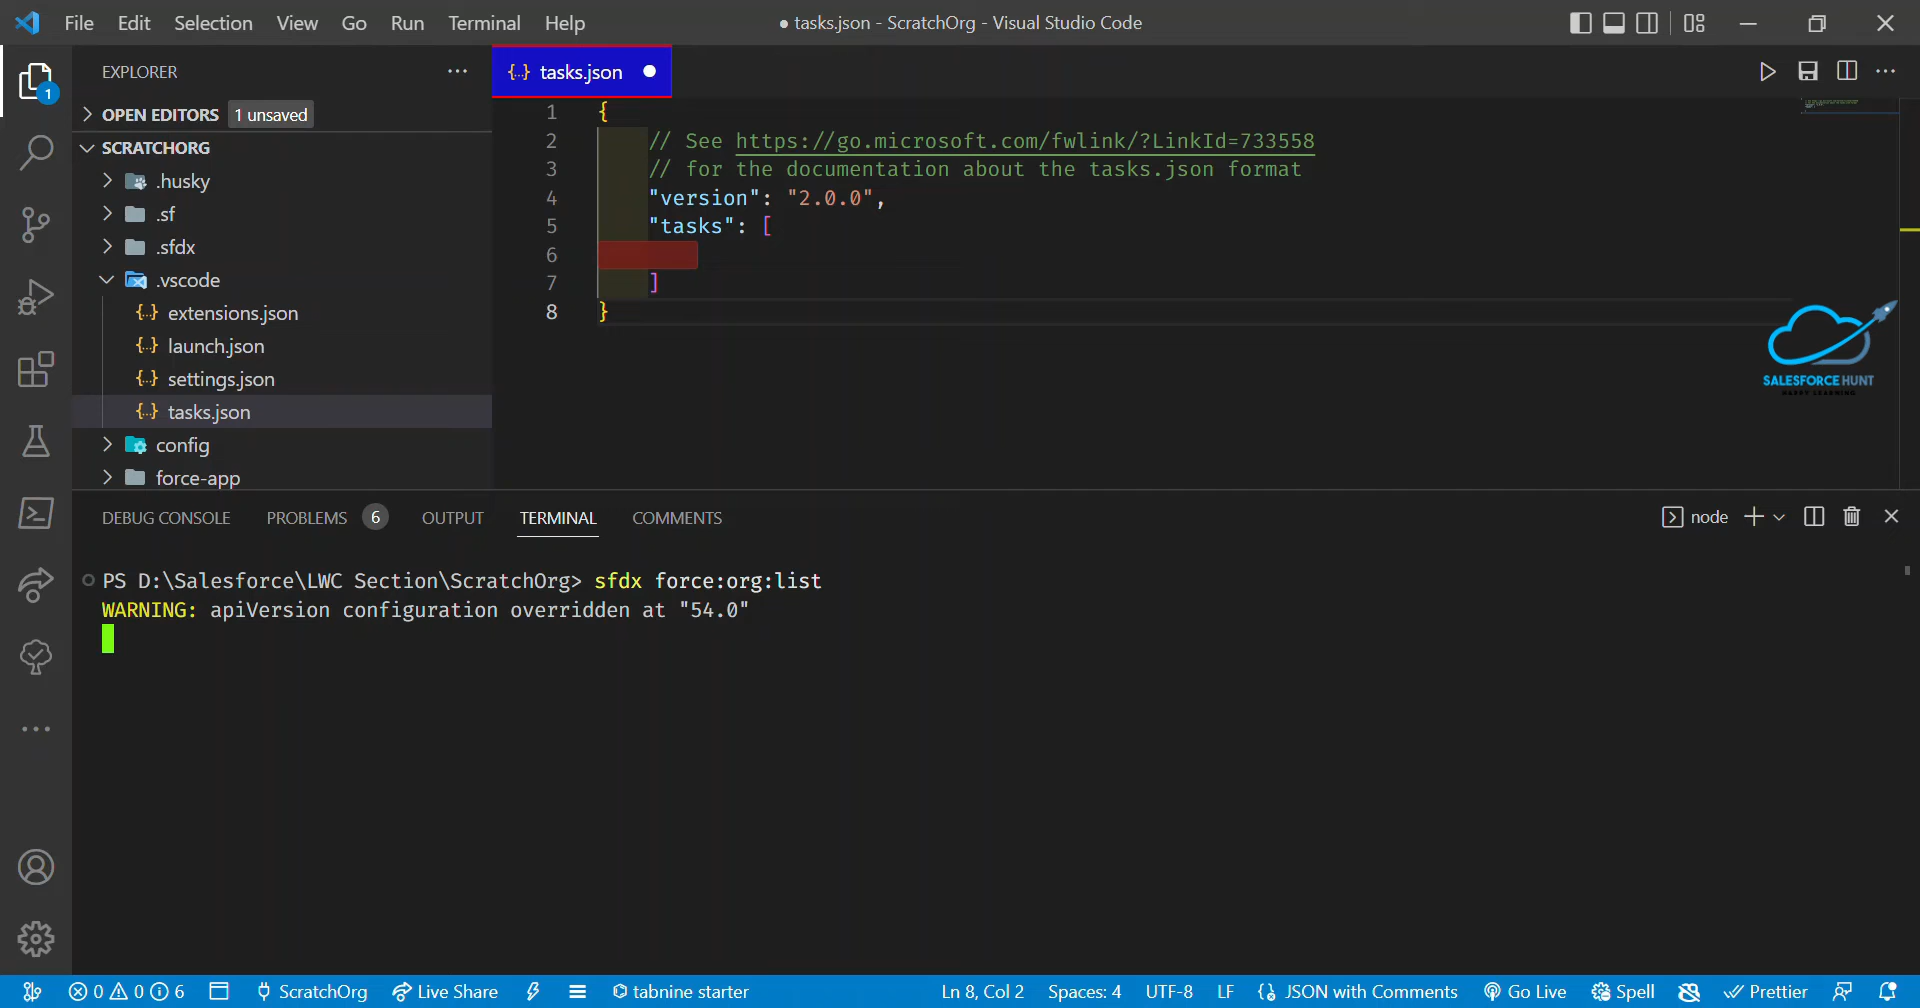 File Edit Selection View Go Run Terminal Help
● tasks.json - ScratchOrg - Visual Studio Code
EXPLORER
1
OPEN EDITORS 1 unsaved
SCRATCHORG
.husky
.sf
.sfdx
.vscode
extensions.json
launch.json
settings.json
tasks.json
config
force-app
{..} tasks.json
1 {
2 // See https://go.microsoft.com/fwlink/?LinkId=733558
3 // for the documentation about the tasks.json format
4 "version": "2.0.0",
5 "tasks": [
6
7 ]
8 }
SALESFORCE HUNT
HAPPY LEARNING
DEBUG CONSOLE PROBLEMS 6 OUTPUT TERMINAL COMMENTS
node
PS D:\Salesforce\LWC Section\ScratchOrg> sfdx force:org:list
WARNING: apiVersion configuration overridden at "54.0"
0 0 6 ScratchOrg Live Share tabnine starter Ln 8, Col 2 Spaces: 4 UTF-8 LF JSON with Comments Go Live Spell Prettier